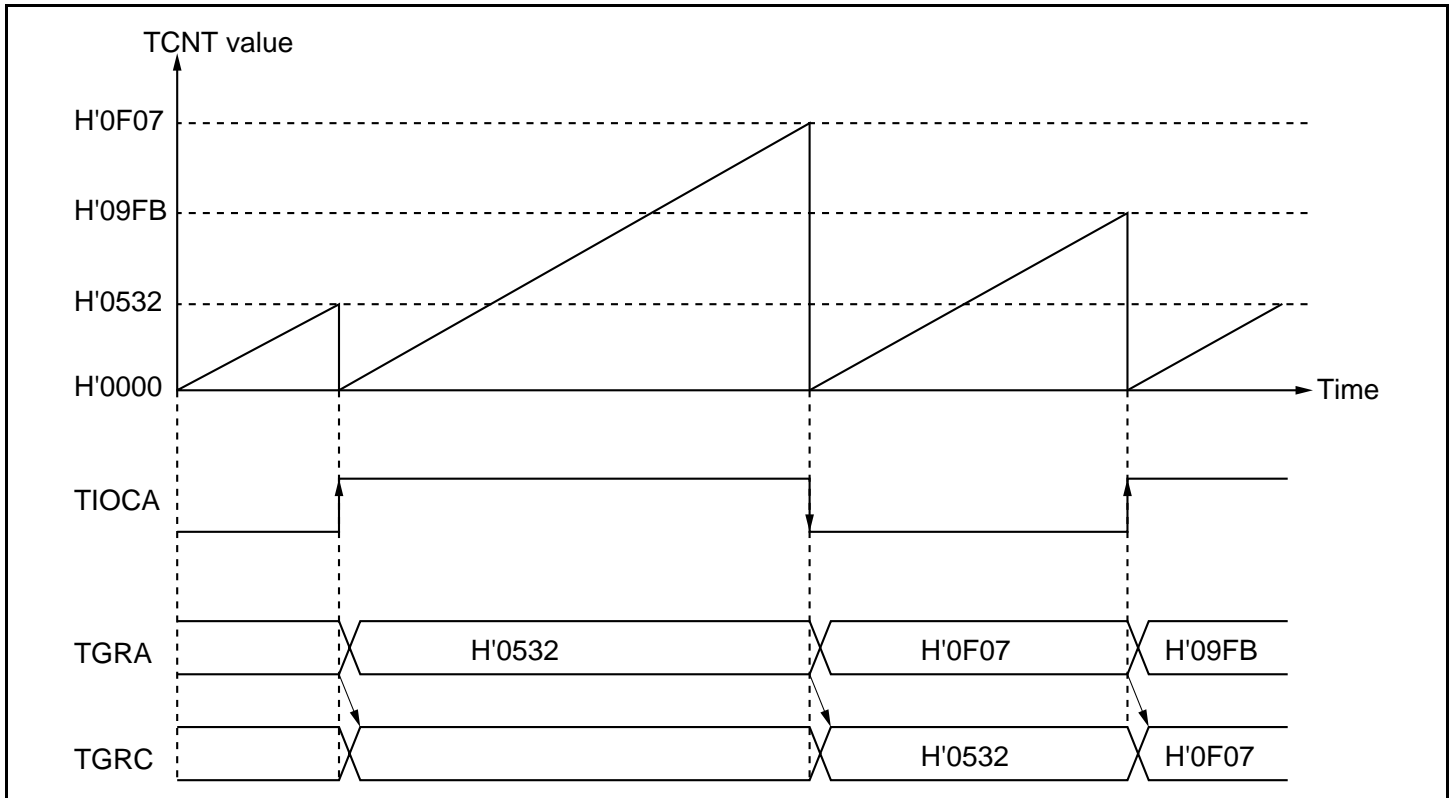 TCNT value
H'0F07
H'09FB
H'0532
H'0000
Time
TIOCA
TGRA H'0532 H'0F07 H'09FB
TGRC H'0532 H'0F07